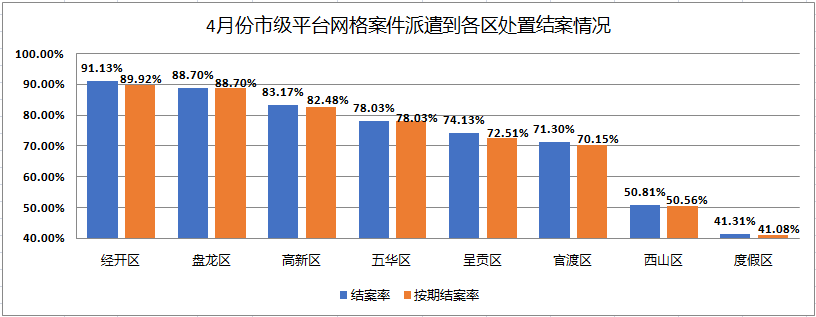 4月份市级平台网格案件派遣到各区处置结案情况
100.00%
90.00%
80.00%
70.00%
60.00%
50.00%
40.00%
91.13% 89.92% 88.70% 88.70% 83.17% 82.48% 78.03% 78.03% 74.13% 72.51% 71.30% 70.15% 50.81% 50.56% 41.31% 41.08%
经开区 盘龙区 高新区 五华区 呈贡区 官渡区 西山区 度假区
结案率 按期结案率